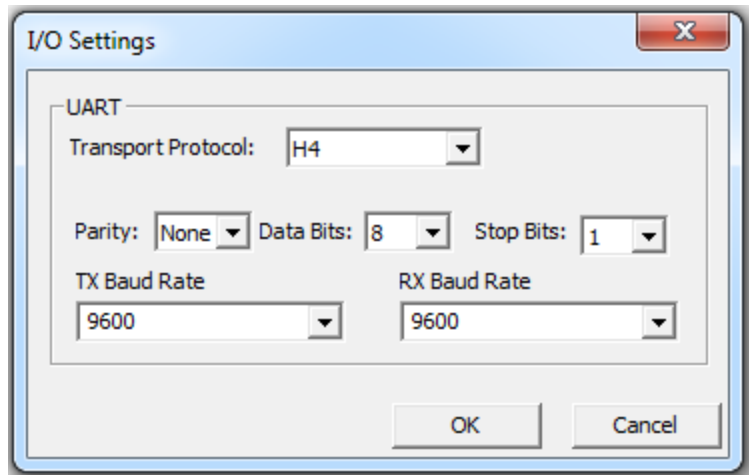 I/O Settings
UART
Transport Protocol: H4
Parity: None Data Bits: 8 Stop Bits: 1
TX Baud Rate RX Baud Rate
9600 9600
OK Cancel